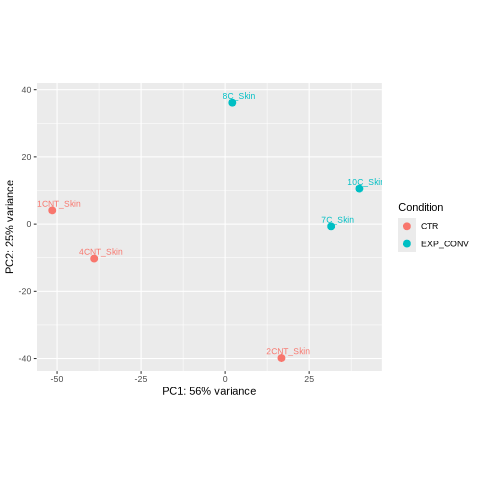 8C_Skin
10C_Skin
1CNT_Skin
7C_Skin
4CNT_Skin
2CNT_Skin
40
20
0
-20
-40
-50
-25
0
25
PC1: 56% variance
PC2: 25% variance
Condition
CTR
EXP_CONV